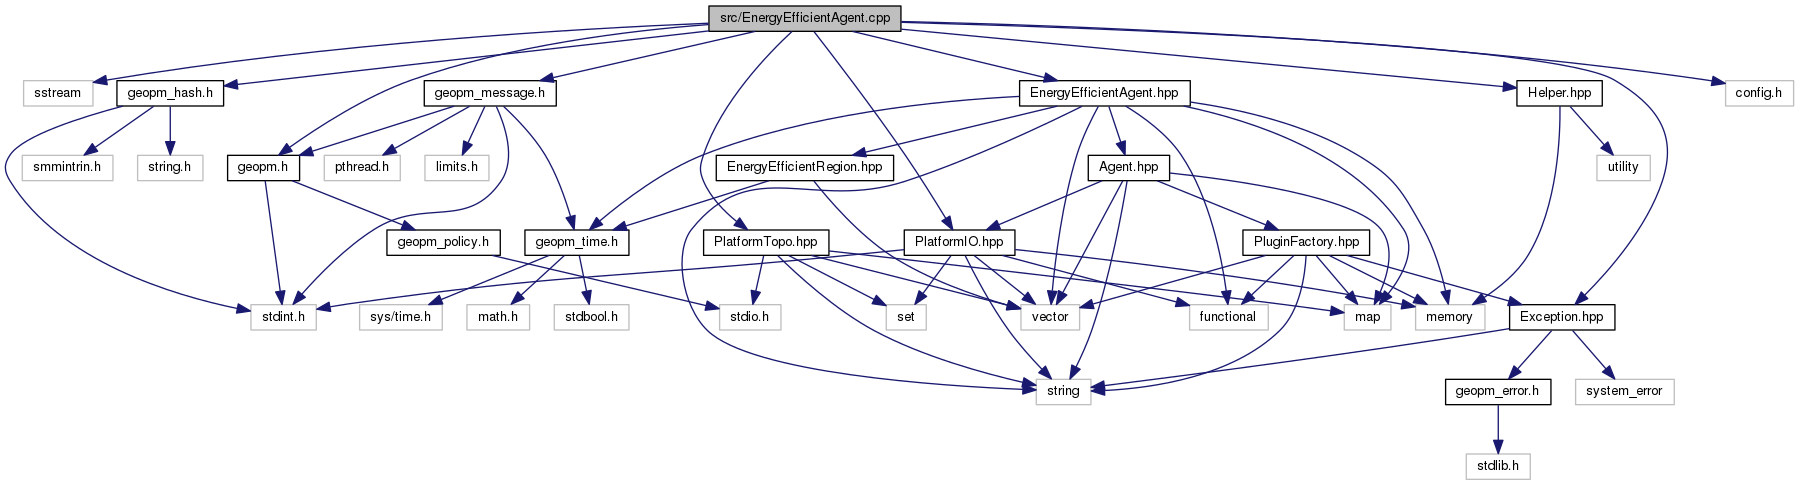 src/EnergyEfficientAgent.cpp
sstream
geopm_hash.h
geopm_message.h
EnergyEfficientAgent.hpp
Helper.hpp
config.h
smmintrin.h
string.h
geopm.h
pthread.h
limits.h
EnergyEfficientRegion.hpp
Agent.hpp
utility
geopm_policy.h
geopm_time.h
PlatformTopo.hpp
PlatformIO.hpp
PluginFactory.hpp
stdint.h
sys/time.h
math.h
stdbool.h
stdio.h
set
vector
functional
map
memory
Exception.hpp
string
geopm_error.h
system_error
stdlib.h